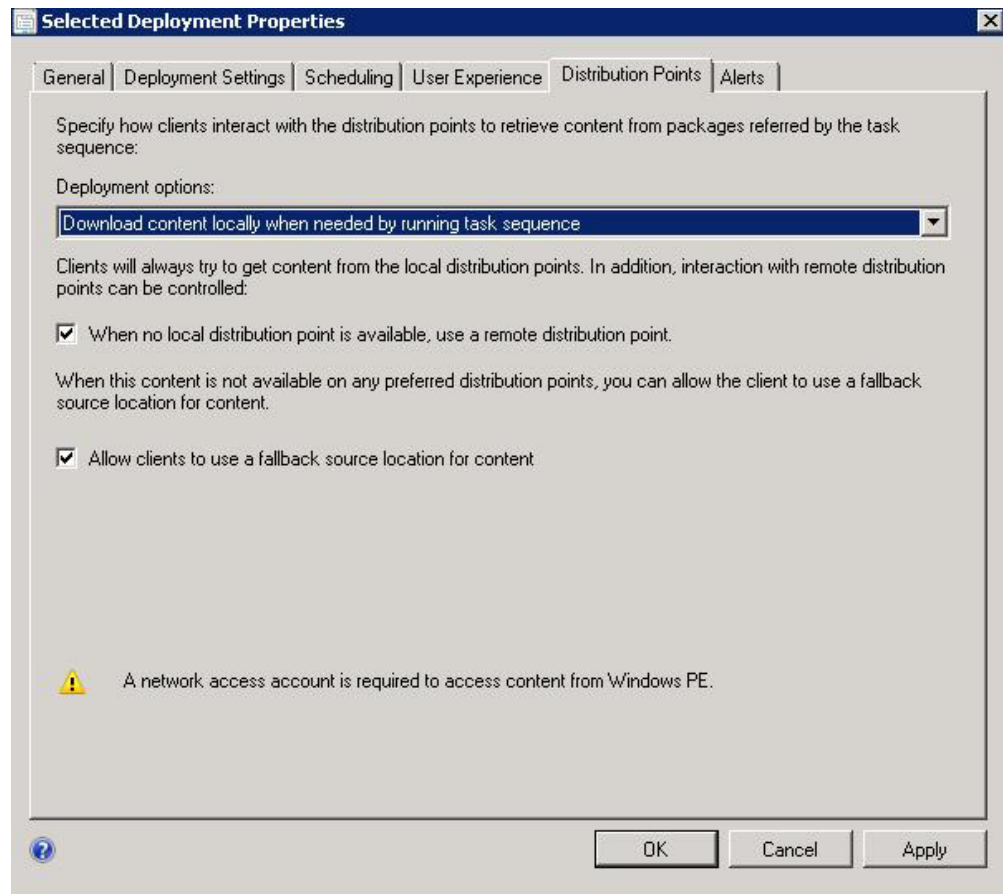 Selected Deployment Properties
General
Deployment Settings
Scheduling
User Experience
Distribution Points
Alerts
Specify how clients interact with the distribution points to retrieve content from packages referred by the task
sequence:
Deployment options:
Download content locally when needed by running task sequence
Clients will always try to get content from the local distribution points. In addition, interaction with remote distribution
points can be controlled:
When no local distribution point is available, use a remote distribution point.
When this content is not available on any preferred distribution points, you can allow the client to use a fallback
source location for content.
Allow clients to use a fallback source location for content
A network access account is required to access content from Windows PE.
OK
Cancel
Apply